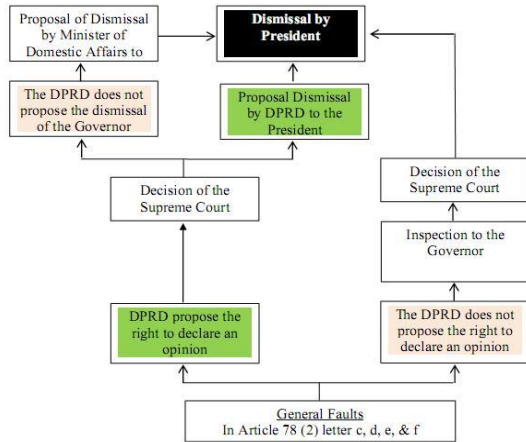 Proposal of Dismissal
by Minister of
Domestic Affairs to
Dismissal by
President
The DPRD does not
propose the dismissal
of the Governor
Proposal Dismissal
by DPRD to the
President
Decision of the
Supreme Court
Decision of the
Supreme Court
Inspection to the
Governor
DPRD propose the
right to declare an
opinion
The DPRD does not
propose the right to
declare an opinion
General Faults
In Article 78 (2) letter c, d, e, & f